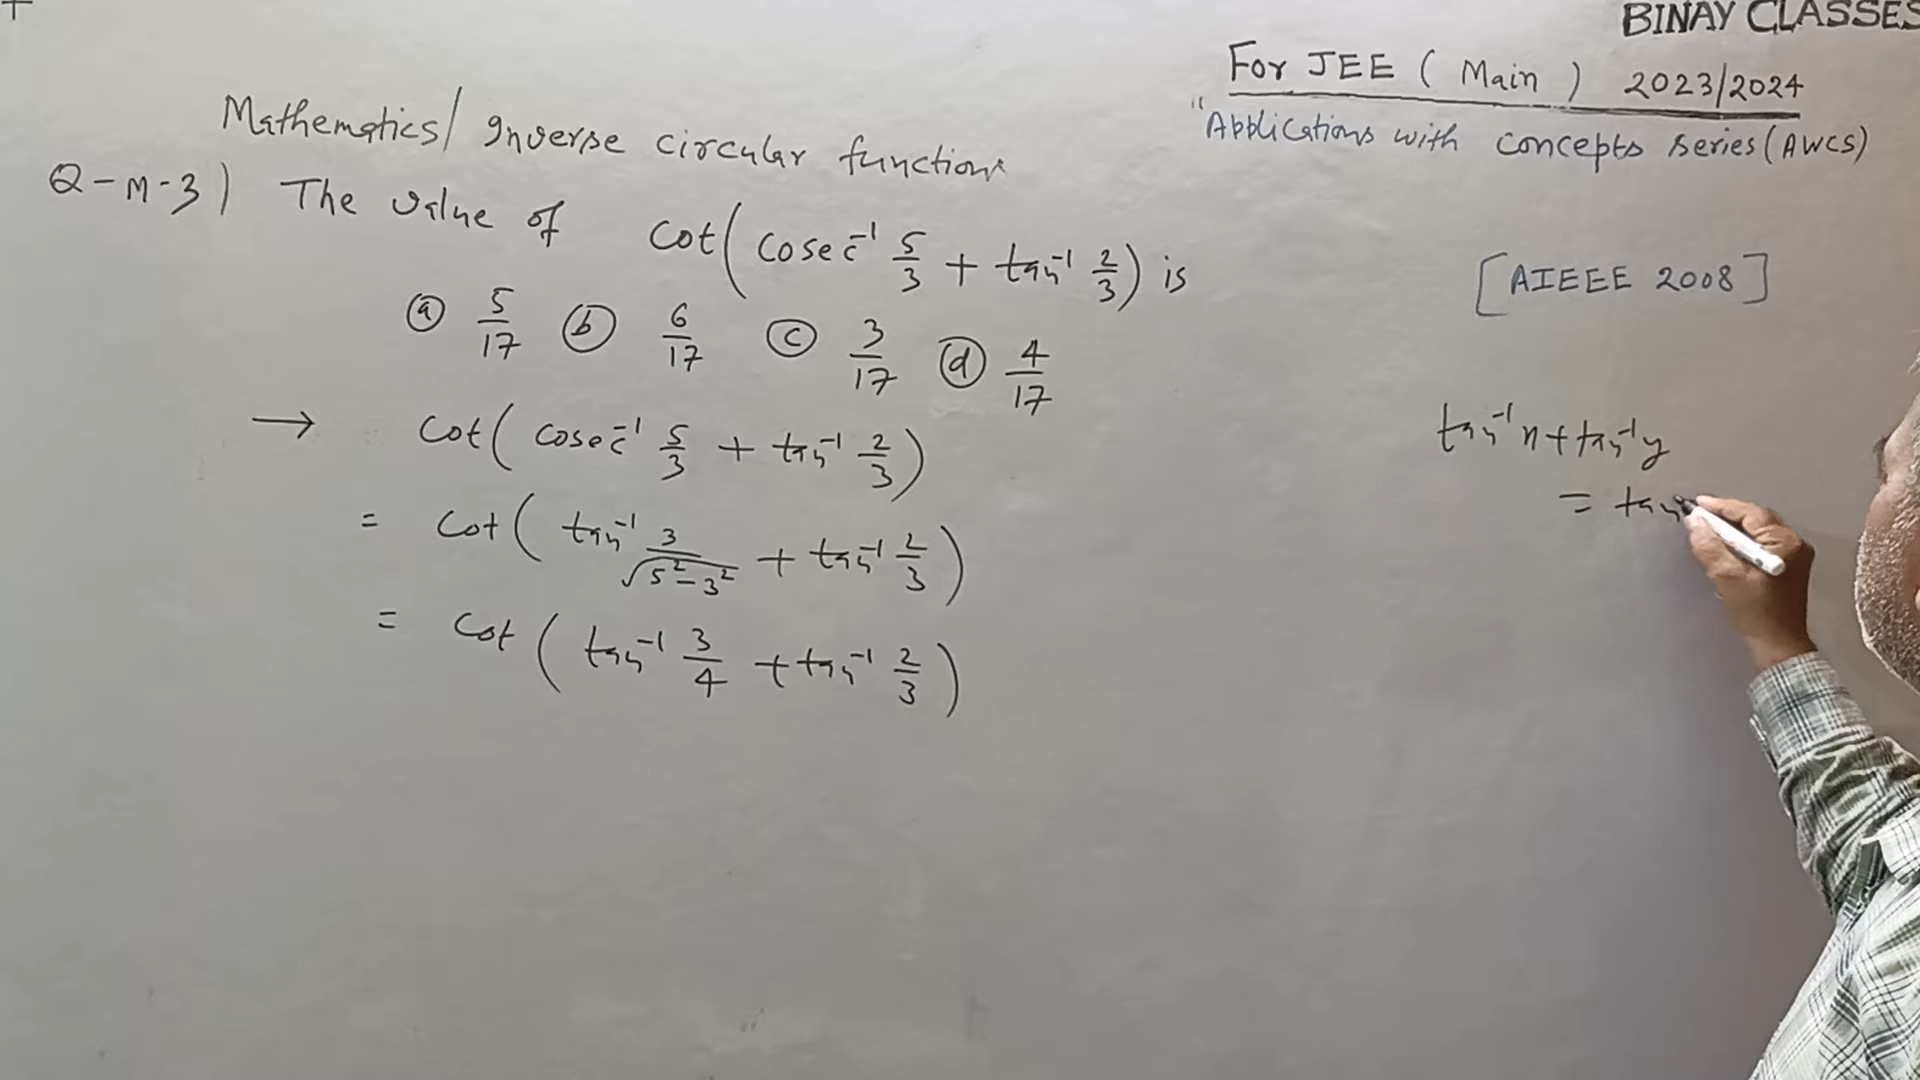 BINAY CLASSES
For JEE ( Main ) 2023/2024
"Applications with concepts series (AWCS)
Mathematics/ Inverse circular functions
Q-M-3) The value of cot(cosec⁻¹ 5/3 + tan⁻¹ 2/3) is
[AIEEE 2008]
ⓐ 5/17 ⓑ 6/17 ⓒ 3/17 ⓓ 4/17
→ cot( cosec⁻¹ 5/3 + tan⁻¹ 2/3)
= cot( tan⁻¹ 3/√(5²-3²) + tan⁻¹ 2/3)
= cot( tan⁻¹ 3/4 + tan⁻¹ 2/3)
tan⁻¹x + tan⁻¹y
= tan